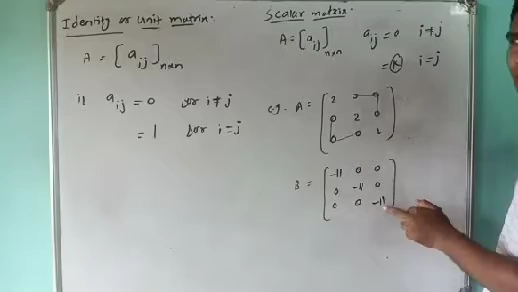 Identity or Unit matrix:
A = [aij]n×n
if aij = 0 for i ≠ j
= 1 for i = j
Scalar matrix:
A = [aij]n×n aij = 0 i ≠ j
= K i = j
e.g. A = [2 0 0
0 2 0
0 0 2]
B = [-11 0 0
0 -11 0
0 0 -11]